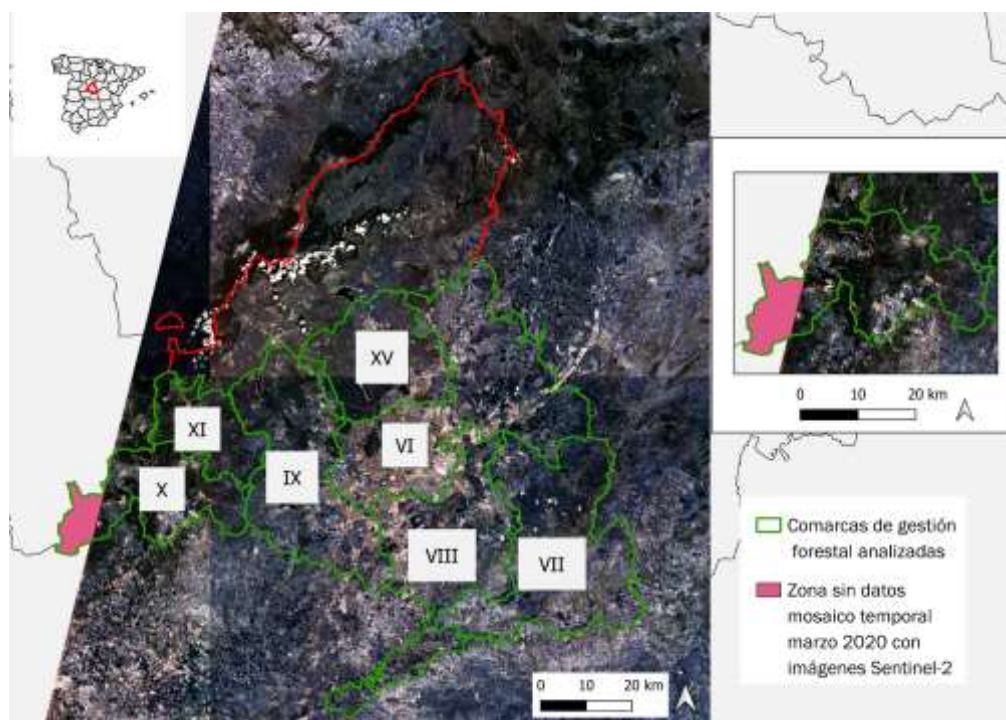 XV
XI
VI
X
IX
VIII
VII
0 10 20 km
0 10 20 km
Comarcas de gestión
forestal analizadas
Zona sin datos
mosaico temporal
marzo 2020 con
imágenes Sentinel-2